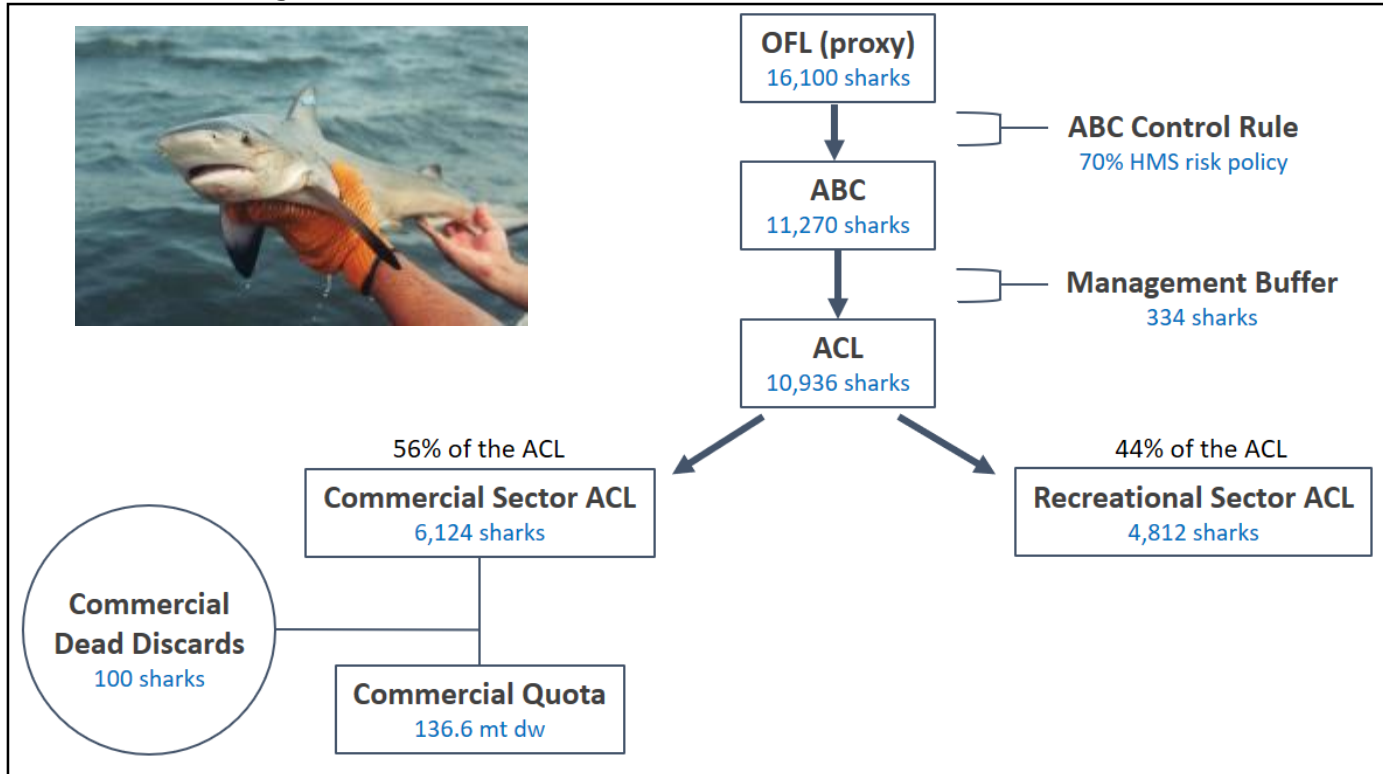 OFL (proxy)
16,100 sharks
ABC Control Rule
70% HMS risk policy
ABC
11,270 sharks
Management Buffer
334 sharks
ACL
10,936 sharks
56% of the ACL
44% of the ACL
Commercial Sector ACL
6,124 sharks
Recreational Sector ACL
4,812 sharks
Commercial
Dead Discards
100 sharks
Commercial Quota
136.6 mt dw